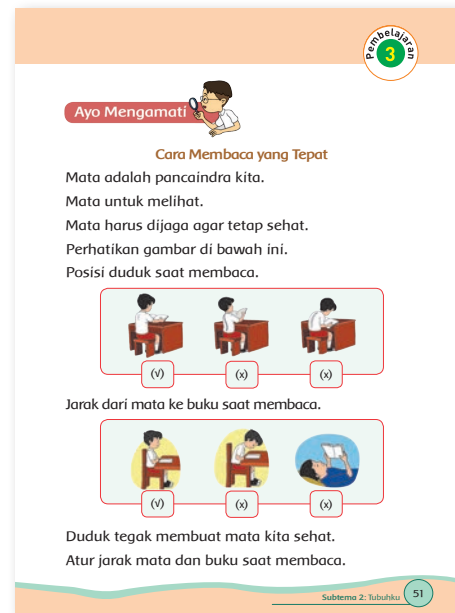 Pembelajaran
3
Ayo Mengamati
Cara Membaca yang Tepat
Mata adalah pancaindra kita.
Mata untuk melihat.
Mata harus dijaga agar tetap sehat.
Perhatikan gambar di bawah ini.
Posisi duduk saat membaca.
(√) (x) (x)
Jarak dari mata ke buku saat membaca.
(√) (x) (x)
Duduk tegak membuat mata kita sehat.
Atur jarak mata dan buku saat membaca.
Subtema 2: Tubuhku 51